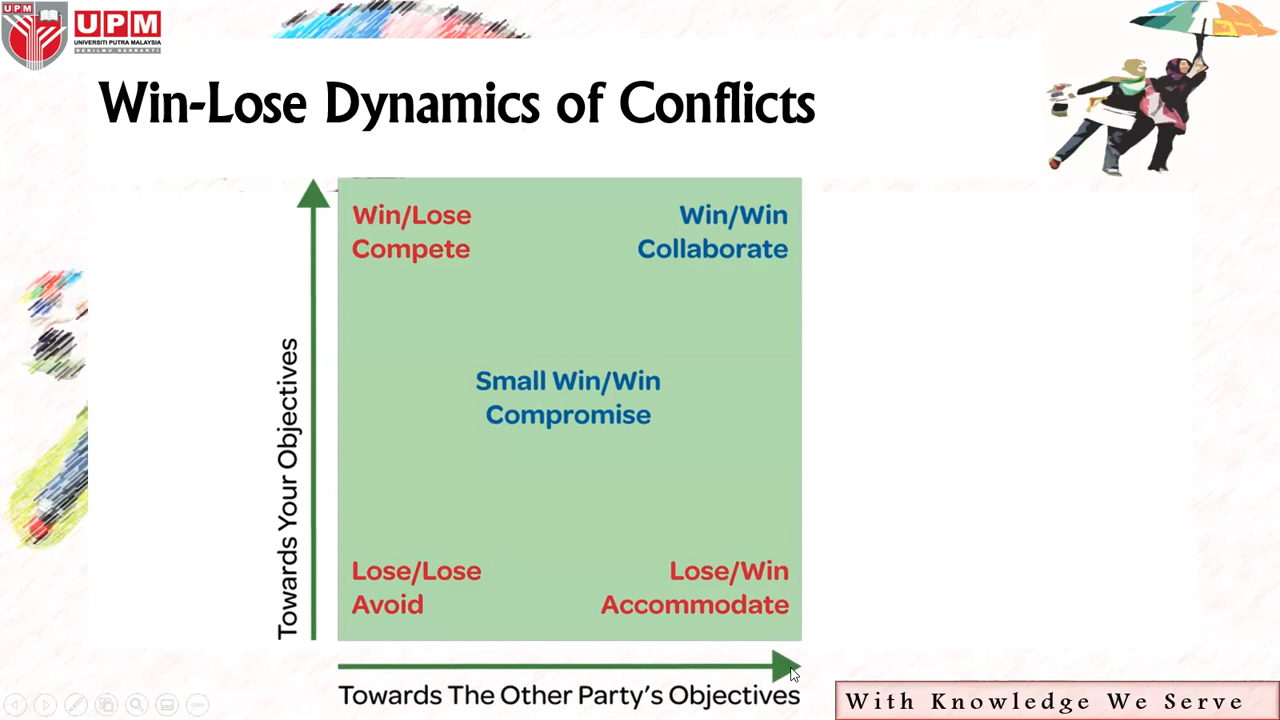 UPM
UPM
UNIVERSITI PUTRA MALAYSIA
BERILMU BERBAKTI
Win-Lose Dynamics of Conflicts
Win/Lose
Compete
Win/Win
Collaborate
Small Win/Win
Compromise
Lose/Lose
Avoid
Lose/Win
Accommodate
Towards Your Objectives
Towards The Other Party's Objectives
With Knowledge We Serve